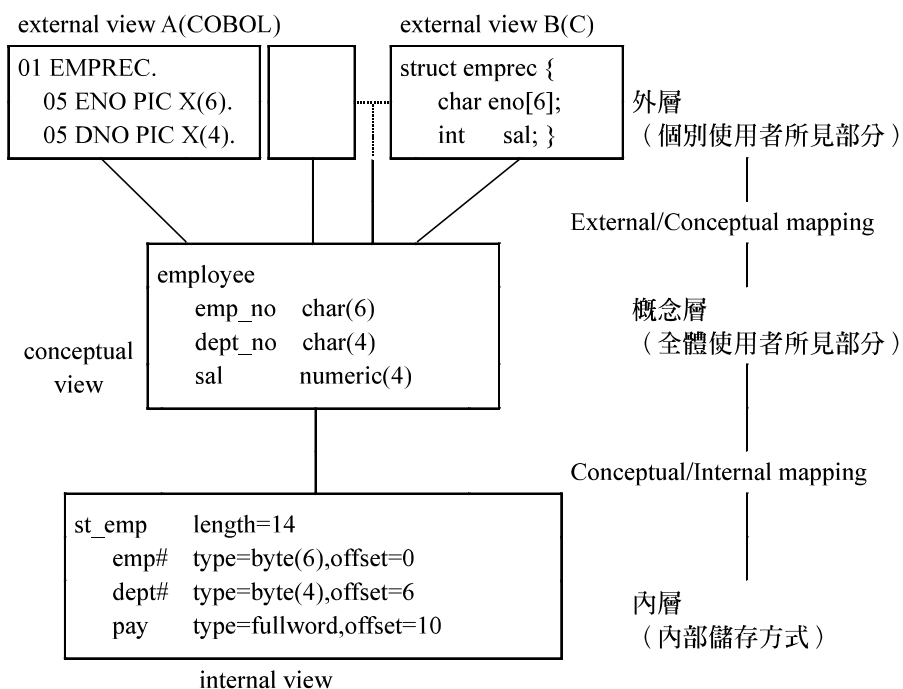 external view A(COBOL)
external view B(C)
01 EMPREC.
05 ENO PIC X(6).
05 DNO PIC X(4).
struct emprec {
char eno[6];
int sal; }
外層
（個別使用者所見部分）
External/Conceptual mapping
employee
emp_no char(6)
dept_no char(4)
sal numeric(4)
conceptual
view
概念層
（全體使用者所見部分）
Conceptual/Internal mapping
st_emp length=14
emp# type=byte(6),offset=0
dept# type=byte(4),offset=6
pay type=fullword,offset=10
internal view
內層
（內部儲存方式）